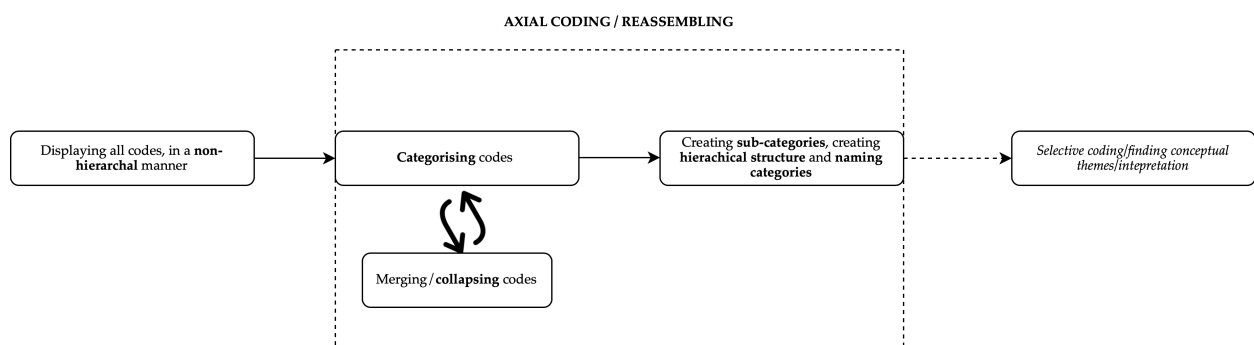 AXIAL CODING / REASSEMBLING
Displaying all codes, in a non-
hierarchal manner
Categorising codes
Creating sub-categories, creating
hierachical structure and naming
categories
Selective coding/finding conceptual
themes/intepretation
Merging/collapsing codes